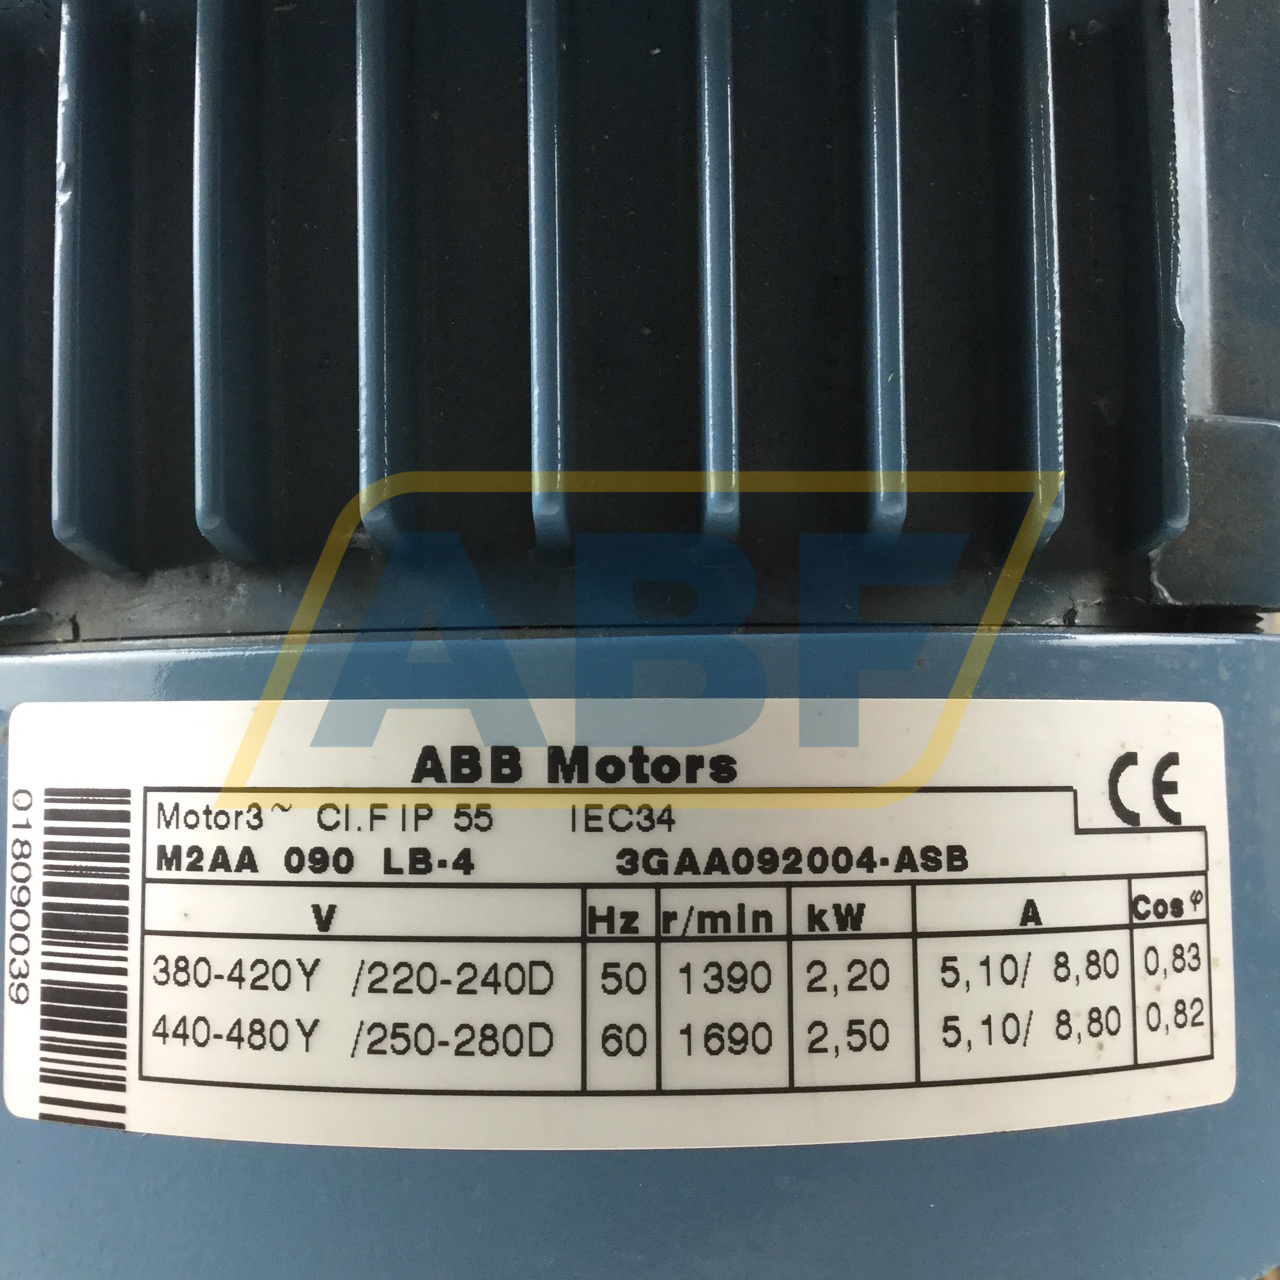 ABF
ABB Motors
CE
Motor3~ Cl.F IP 55 IEC34
M2AA 090 LB-4 3GAA092004-ASB
V Hz r/min kW A Cos φ
380-420Y /220-240D 50 1390 2,20 5,10/ 8,80 0,83
440-480Y /250-280D 60 1690 2,50 5,10/ 8,80 0,82
018090039